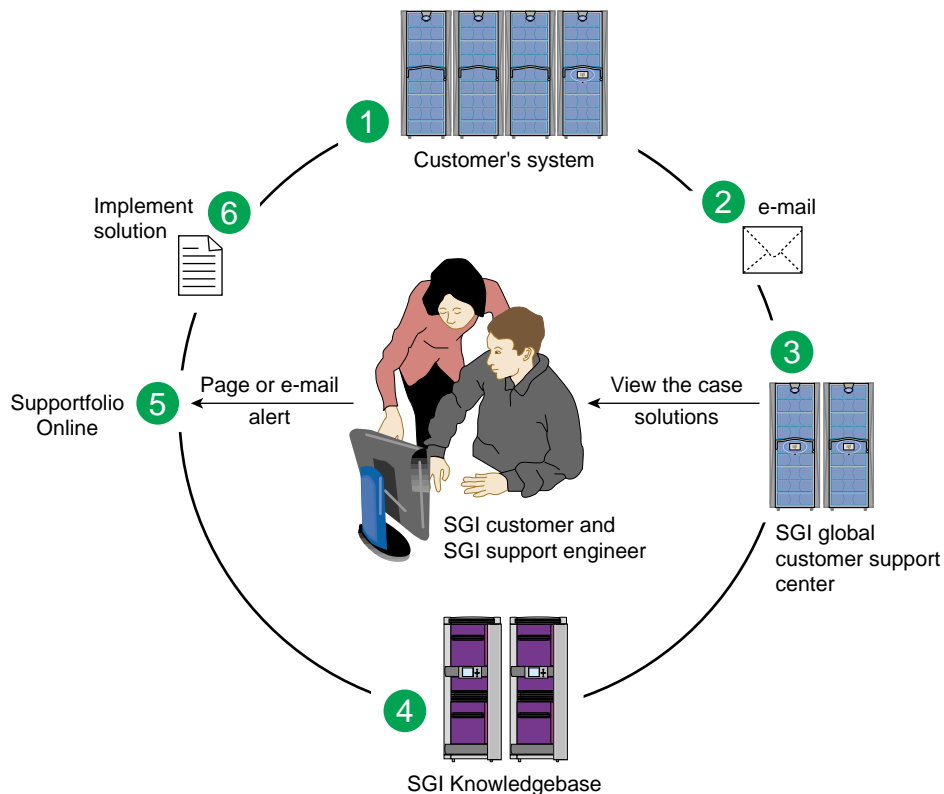 1
Customer's system
2
e-mail
6
Implement
solution
3
5
Supportfolio
Online
Page or e-mail
alert
View the case
solutions
SGI customer and
SGI support engineer
SGI global
customer support
center
4
SGI Knowledgebase